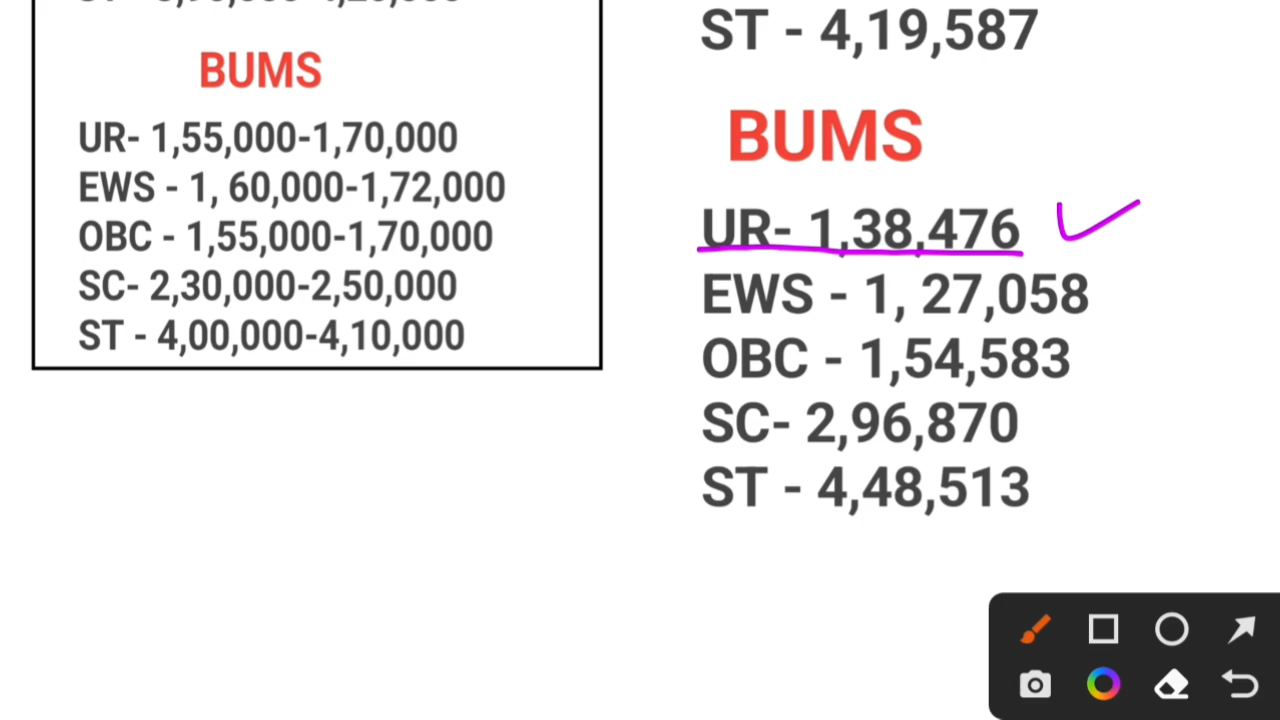 BUMS
UR- 1,55,000-1,70,000
EWS - 1, 60,000-1,72,000
OBC - 1,55,000-1,70,000
SC- 2,30,000-2,50,000
ST - 4,00,000-4,10,000
ST - 4,19,587
BUMS
UR- 1,38,476
EWS - 1, 27,058
OBC - 1,54,583
SC- 2,96,870
ST - 4,48,513